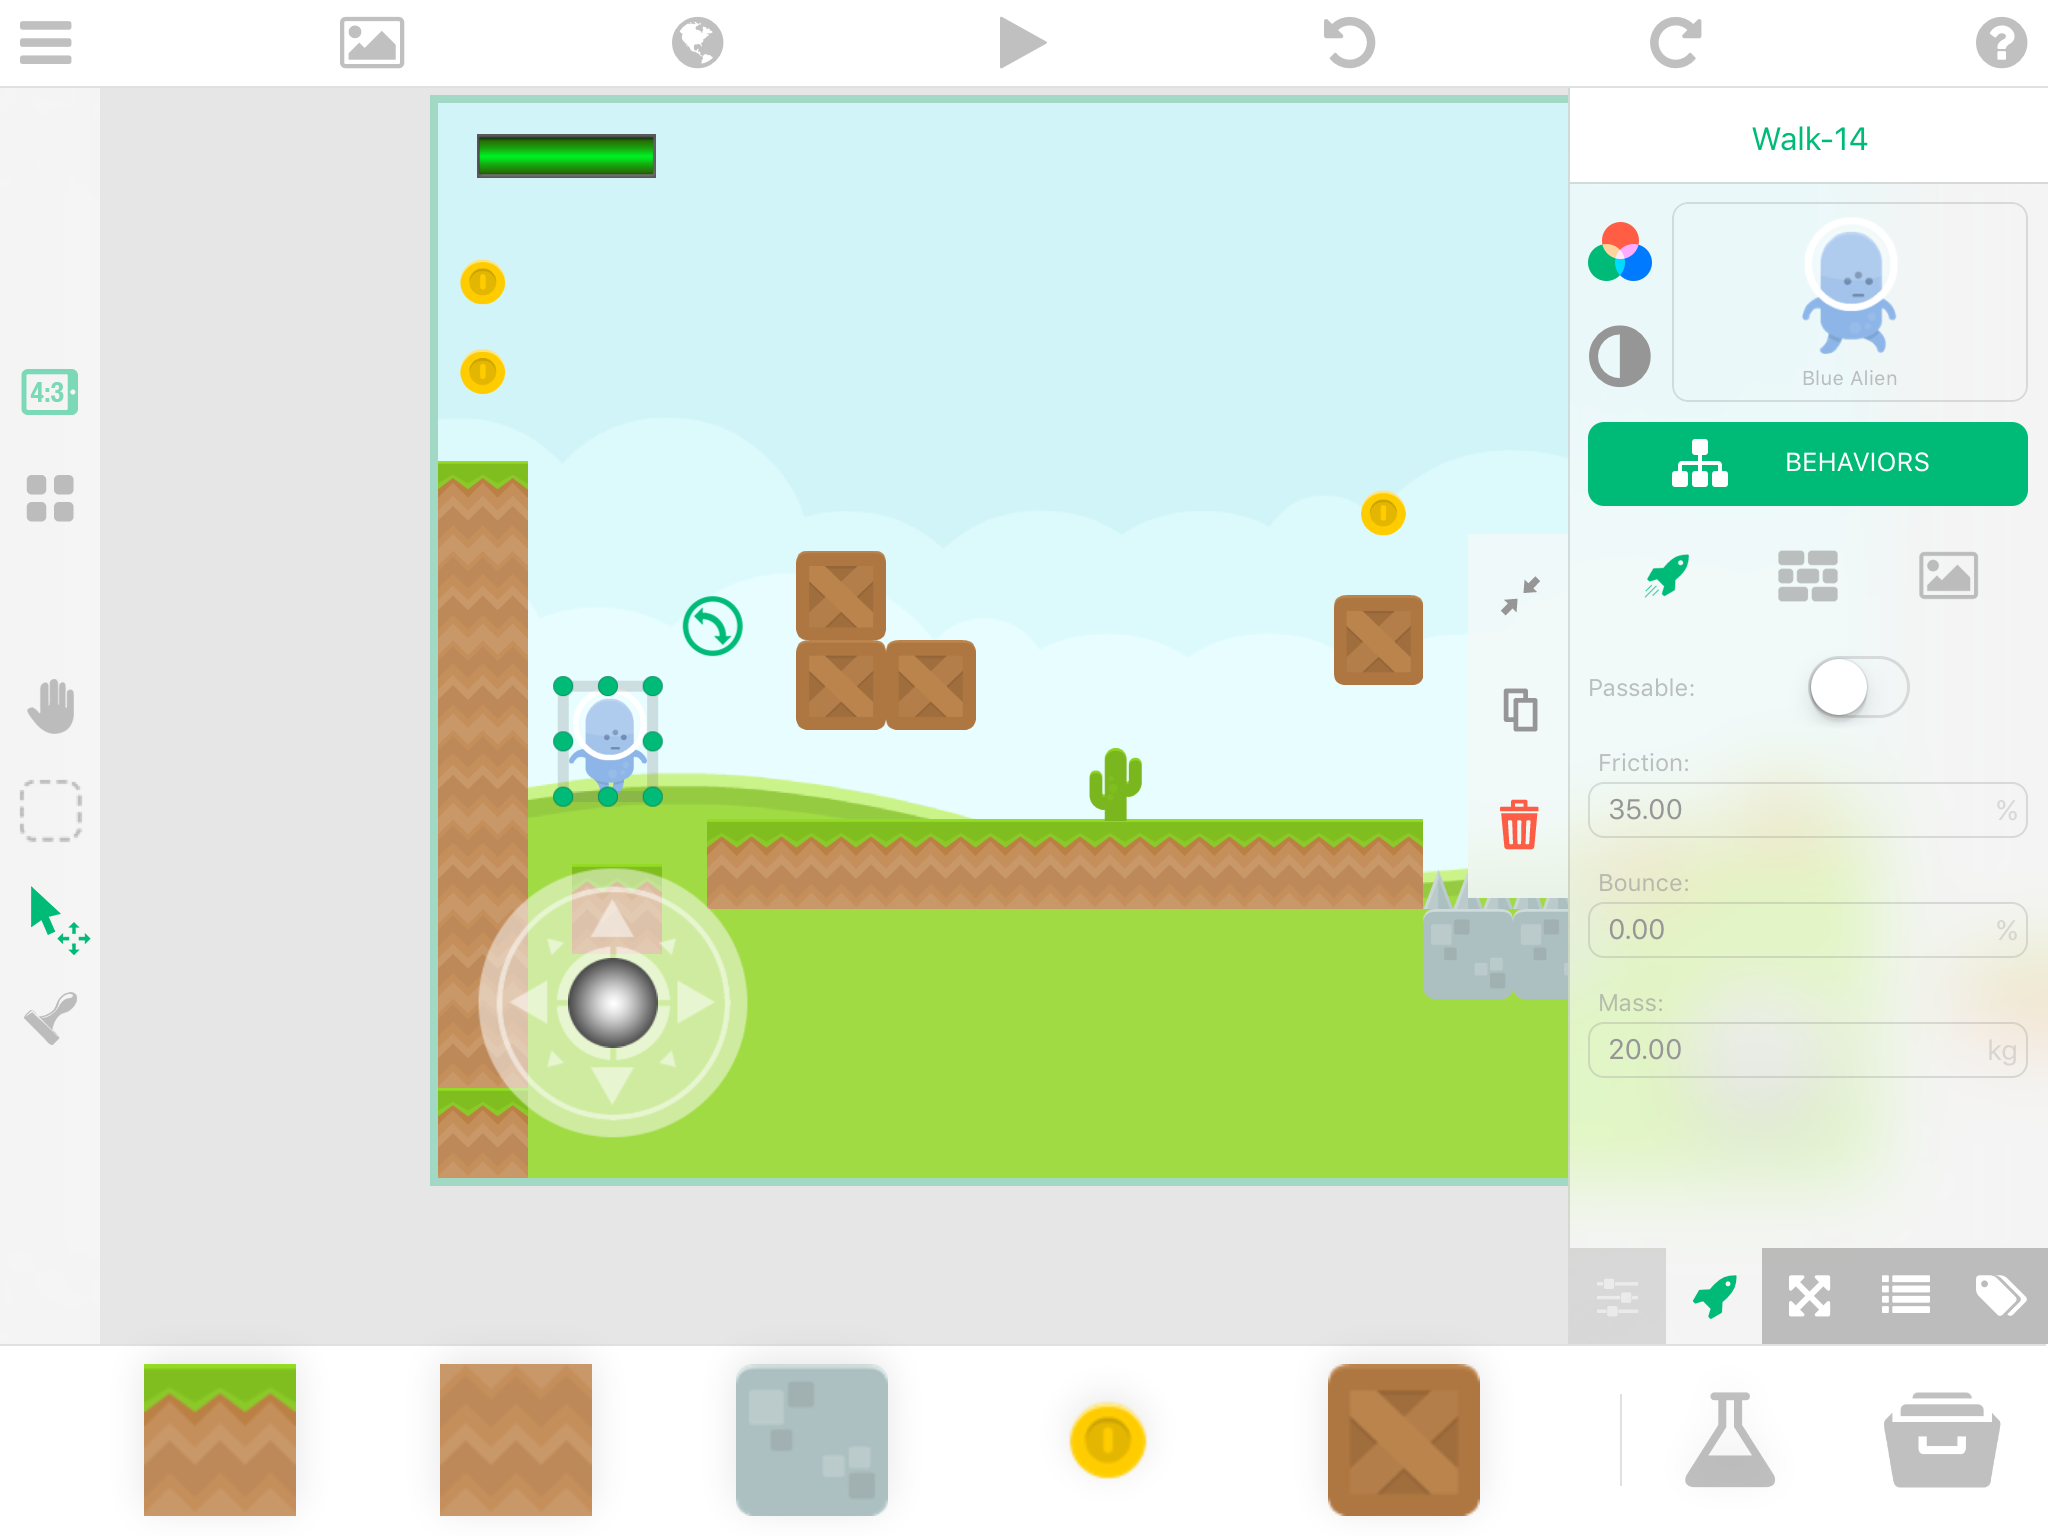 Walk-14
4:3
Blue Alien
BEHAVIORS
Passable:
Friction:
35.00 %
Bounce:
0.00 %
Mass:
20.00 kg